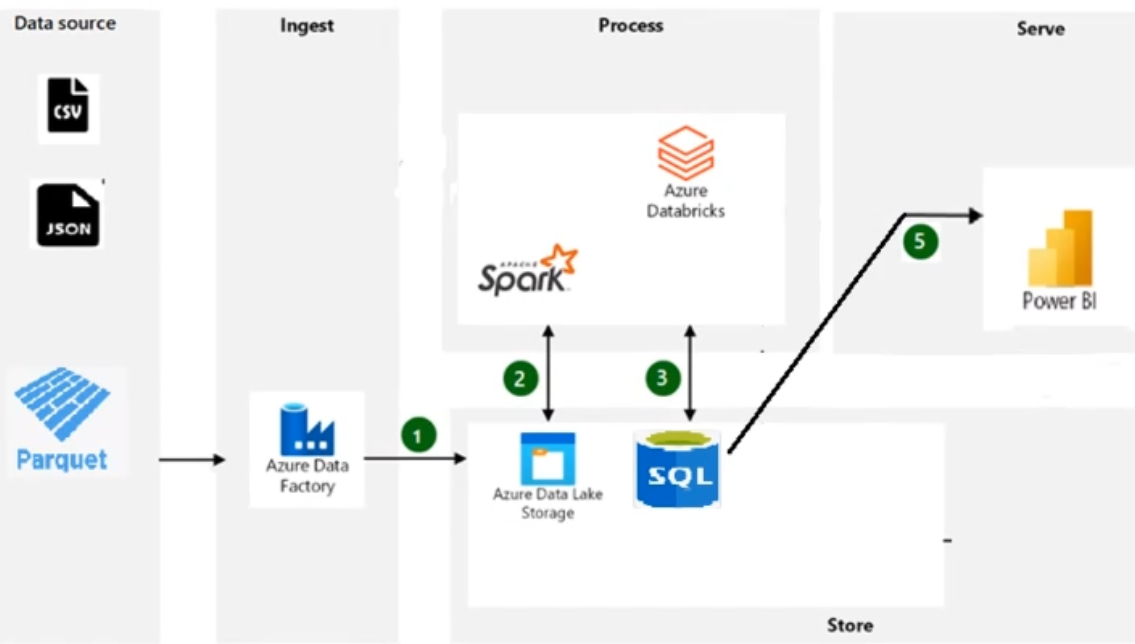 Data source
Ingest
Process
Serve
CSV
JSON
Parquet
Azure Data
Factory
1
Azure
Databricks
APACHE
Spark
2
3
Azure Data Lake
Storage
SQL
5
Power BI
Store